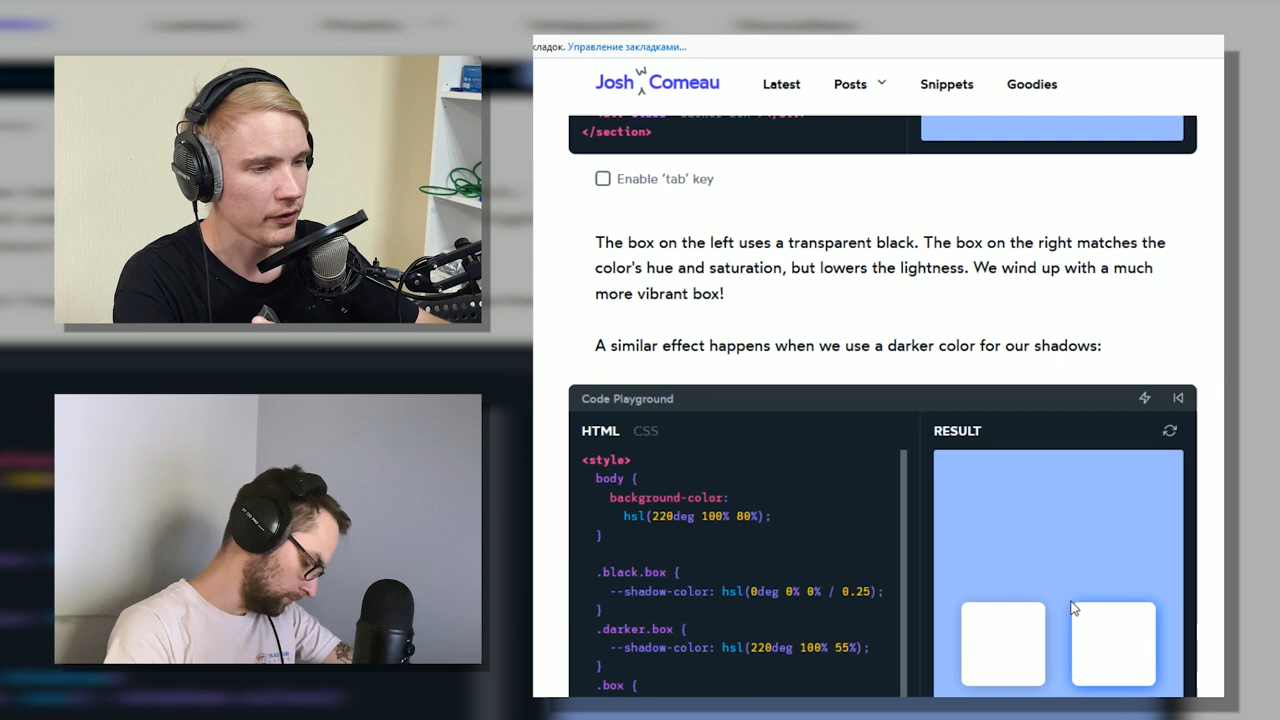 кладок. Управление закладками...
Josh W Comeau
Latest
Posts
Snippets
Goodies
</section>
Enable ‘tab’ key
The box on the left uses a transparent black. The box on the right matches the
color's hue and saturation, but lowers the lightness. We wind up with a much
more vibrant box!
A similar effect happens when we use a darker color for our shadows:
Code Playground
HTML CSS
RESULT
<style>
body {
background-color:
hsl(220deg 100% 80%);
}
.black.box {
--shadow-color: hsl(0deg 0% 0% / 0.25);
}
.darker.box {
--shadow-color: hsl(220deg 100% 55%);
}
.box {